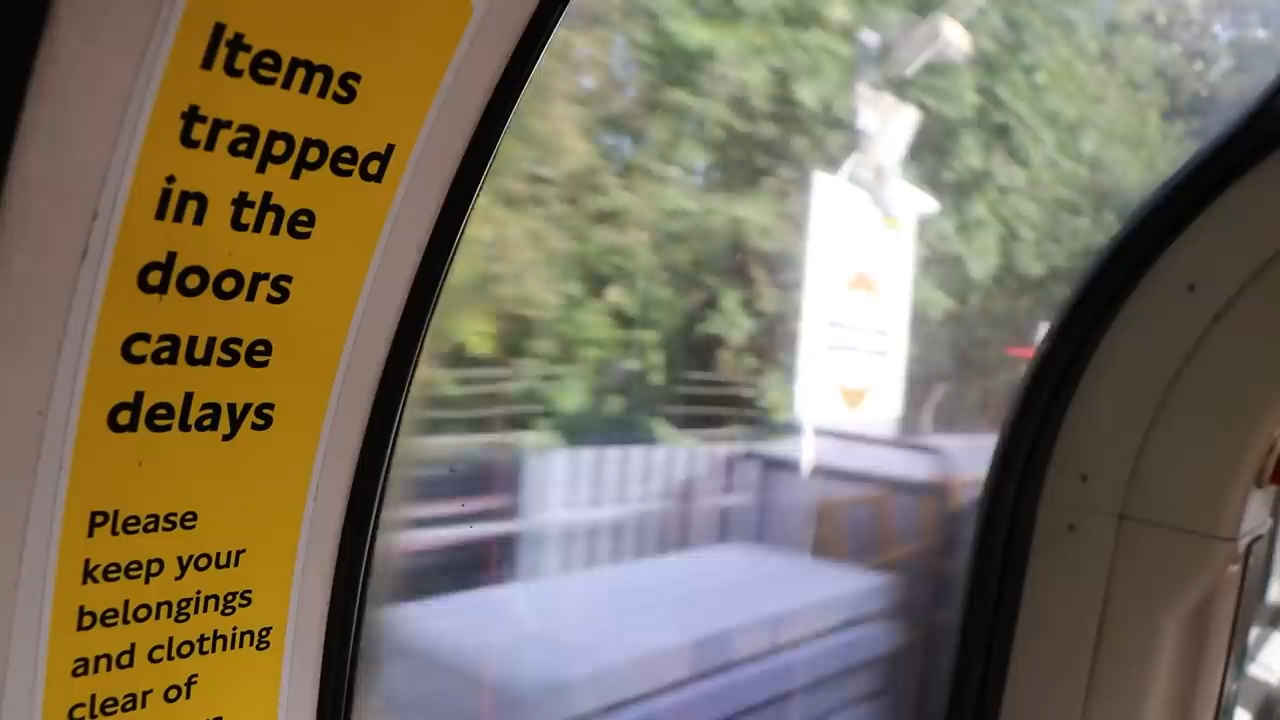 Items
trapped
in the
doors
cause
delays
Please
keep your
belongings
and clothing
clear of